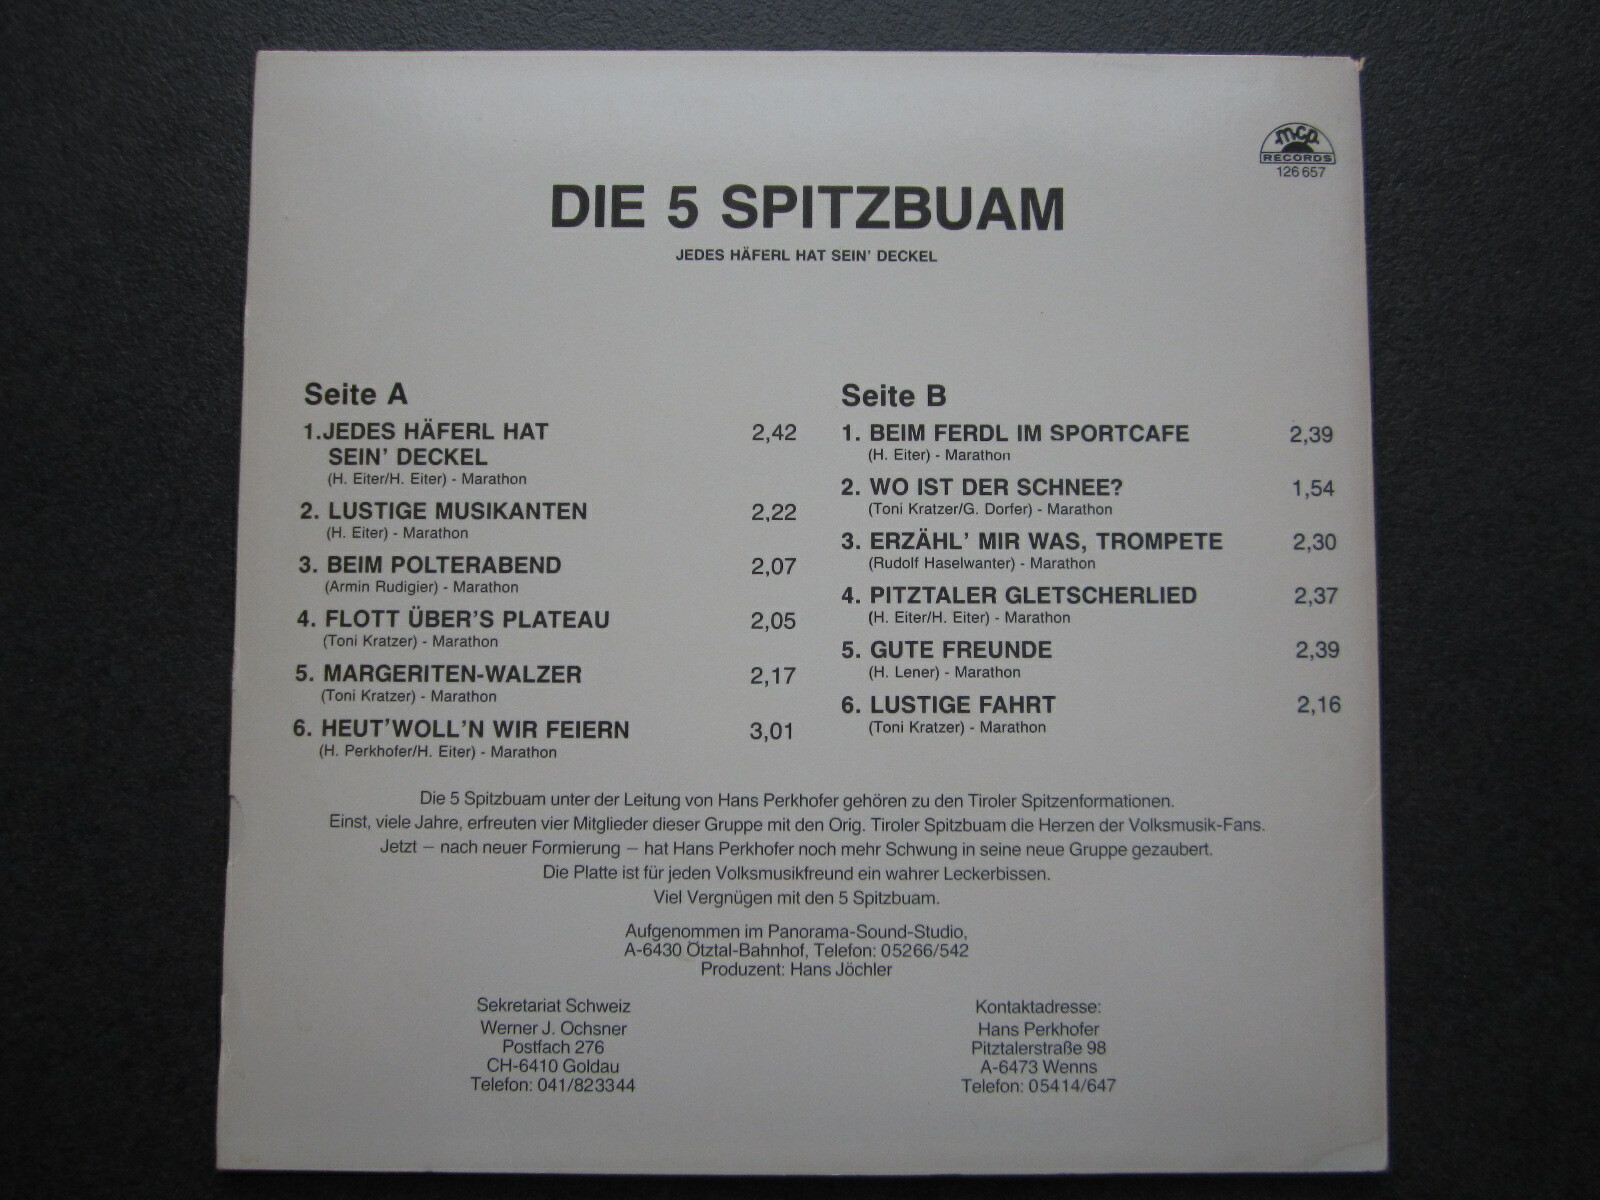 mcp
RECORDS
126 657
DIE 5 SPITZBUAM
JEDES HÄFERL HAT SEIN' DECKEL
Seite A
1.JEDES HÄFERL HAT 2,42
SEIN' DECKEL
(H. Eiter/H. Eiter) - Marathon
2. LUSTIGE MUSIKANTEN 2,22
(H. Eiter) - Marathon
3. BEIM POLTERABEND 2,07
(Armin Rudigier) - Marathon
4. FLOTT ÜBER'S PLATEAU 2,05
(Toni Kratzer) - Marathon
5. MARGERITEN-WALZER 2,17
(Toni Kratzer) - Marathon
6. HEUT'WOLL'N WIR FEIERN 3,01
(H. Perkhofer/H. Eiter) - Marathon
Seite B
1. BEIM FERDL IM SPORTCAFE 2,39
(H. Eiter) - Marathon
2. WO IST DER SCHNEE? 1,54
(Toni Kratzer/G. Dorfer) - Marathon
3. ERZÄHL' MIR WAS, TROMPETE 2,30
(Rudolf Haselwanter) - Marathon
4. PITZTALER GLETSCHERLIED 2,37
(H. Eiter/H. Eiter) - Marathon
5. GUTE FREUNDE 2,39
(H. Lener) - Marathon
6. LUSTIGE FAHRT 2,16
(Toni Kratzer) - Marathon
Die 5 Spitzbuam unter der Leitung von Hans Perkhofer gehören zu den Tiroler Spitzenformationen.
Einst, viele Jahre, erfreuten vier Mitglieder dieser Gruppe mit den Orig. Tiroler Spitzbuam die Herzen der Volksmusik-Fans.
Jetzt – nach neuer Formierung – hat Hans Perkhofer noch mehr Schwung in seine neue Gruppe gezaubert.
Die Platte ist für jeden Volksmusikfreund ein wahrer Leckerbissen.
Viel Vergnügen mit den 5 Spitzbuam.
Aufgenommen im Panorama-Sound-Studio,
A-6430 Ötztal-Bahnhof, Telefon: 05266/542
Produzent: Hans Jöchler
Sekretariat Schweiz
Werner J. Ochsner
Postfach 276
CH-6410 Goldau
Telefon: 041/823344
Kontaktadresse:
Hans Perkhofer
Pitztalerstraße 98
A-6473 Wenns
Telefon: 05414/647